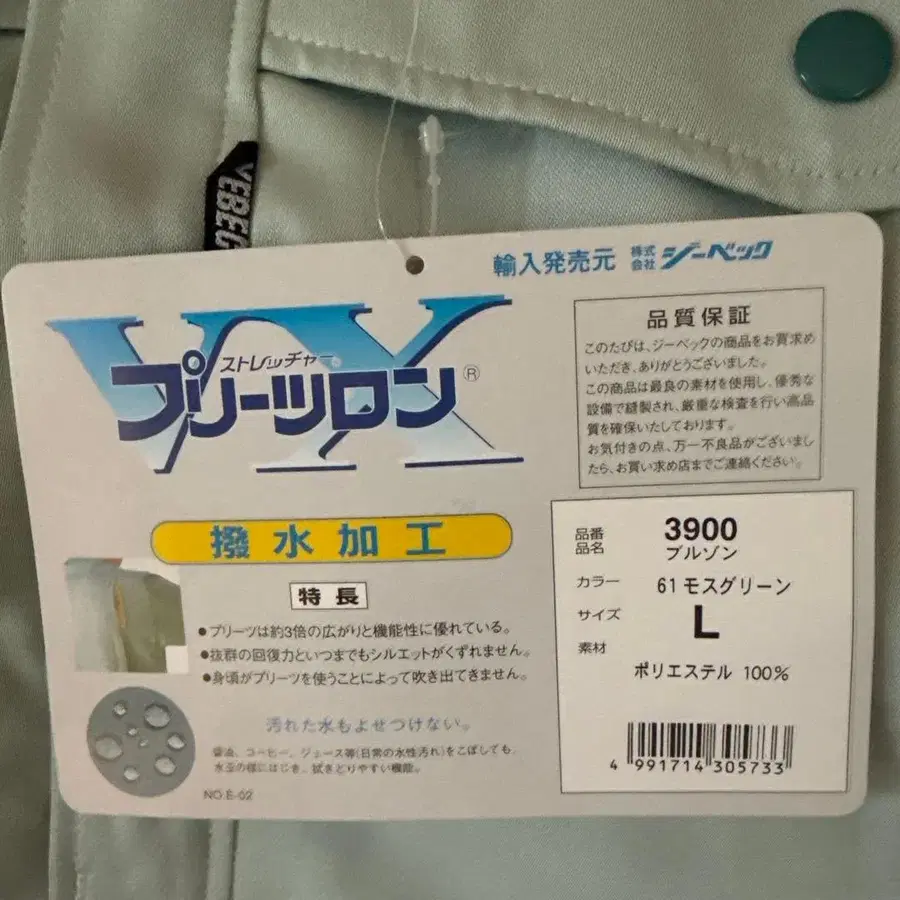 XEBEC
輸入発売元 株式会社 ジーベック
VX
ストレッチャー
プリーツロン®
撥水加工
特長
●プリーツは約3倍の広がりと機能性に優れている。
●抜群の回復力といつまでもシルエットがくずれません。
●身頃がプリーツを使うことによって吹き出てきません。
汚れた水もよせつけない。
醤油、コーヒー、ジュース等(日常の水性汚れ)をこぼしても、
水玉の様にはじき、拭きとりやすい機能。
NO.E-02
品質保証
このたびは、ジーベックの商品をお買求め
いただき、ありがとうございました。
この商品は最良の素材を使用し、優秀な
設備で縫製され、厳重な検査を行い高品
質を確保いたしております。
お気付きの点、万一不良品がございまし
たら、お買い求め店までご連絡ください。
品番 3900
品名 ブルゾン
カラー 61 モスグリーン
サイズ L
素材
ポリエステル 100%
4 991714 305733